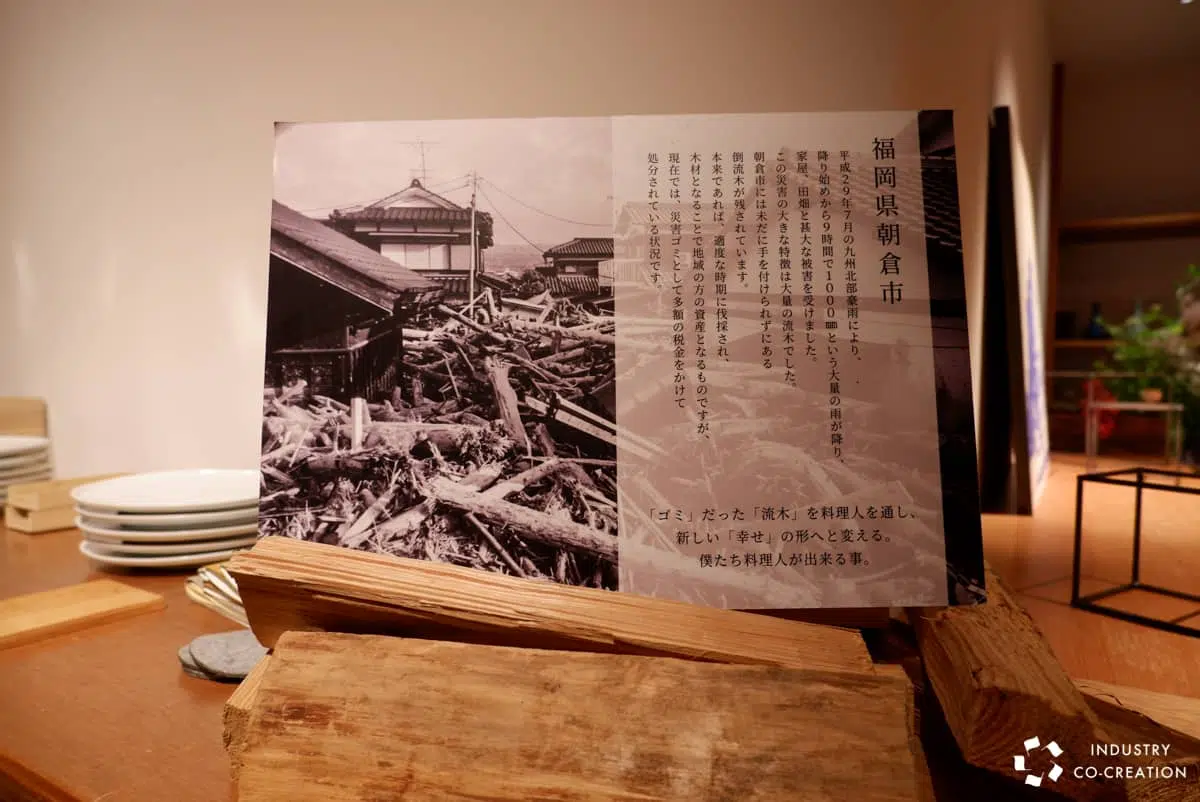 福岡県朝倉市
平成29年7月の九州北部豪雨により、
降り始めから9時間で1000㎜という大量の雨が降り、
家屋、田畑と甚大な被害を受けました。
この災害の大きな特徴は大量の流木でした。
朝倉市には未だに手を付けられずにある
倒流木が残されています。
本来であれば、適度な時期に伐採され、
木材となることで地域の方の資産となるものですが、
現在では、災害ゴミとして多額の税金をかけて
処分されている状況です。
「ゴミ」だった「流木」を料理人を通し、
新しい「幸せ」の形へと変える。
僕たち料理人が出来る事。
INDUSTRY
CO-CREATION